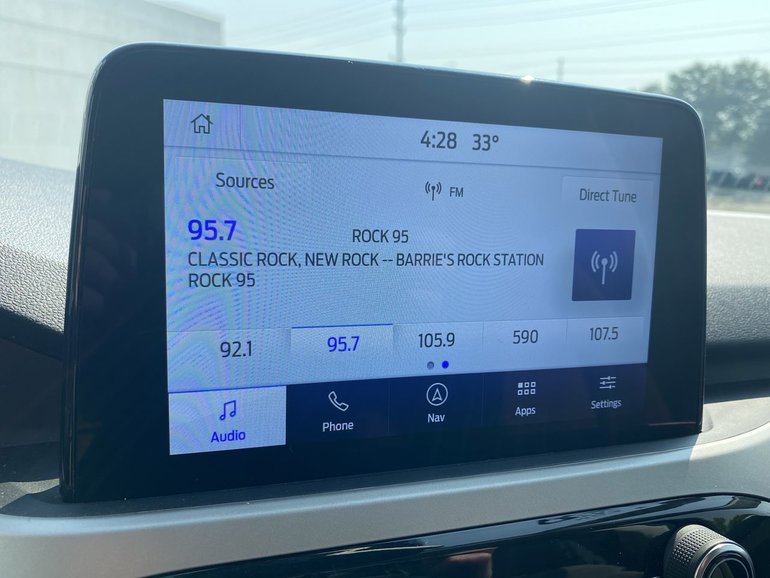 4:28 33°
Sources FM Direct Tune
95.7 ROCK 95
CLASSIC ROCK, NEW ROCK -- BARRIE'S ROCK STATION
ROCK 95
92.1 95.7 105.9 590 107.5
Audio Phone Nav Apps Settings